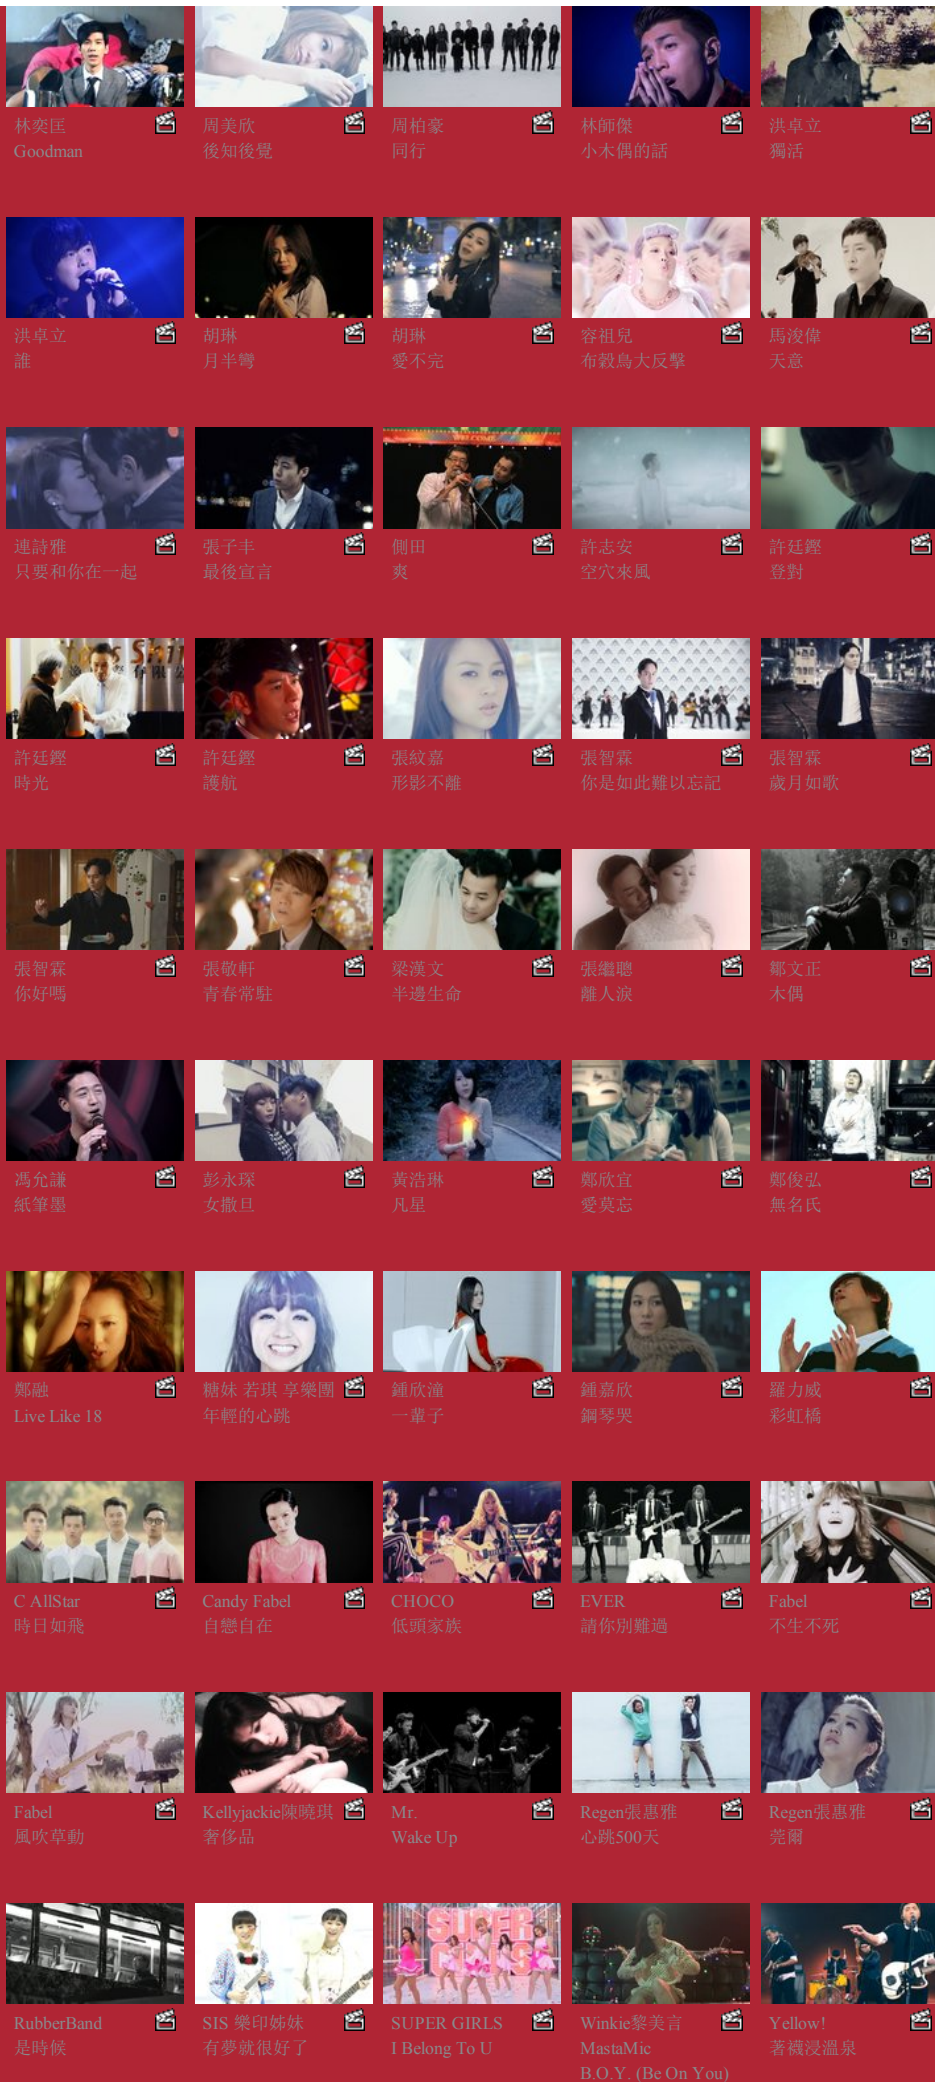 林奕匡
Goodman
周美欣
後知後覺
周柏豪
同行
林師傑
小木偶的話
洪卓立
獨活
洪卓立
誰
胡琳
月半彎
胡琳
愛不完
容祖兒
布穀鳥大反擊
馬浚偉
天意
連詩雅
只要和你在一起
張子丰
最後宣言
WELCOME
側田
爽
許志安
空穴來風
許廷鏗
登對
許廷鏗
時光
許廷鏗
護航
張紋嘉
形影不離
張智霖
你是如此難以忘記
張智霖
歲月如歌
張智霖
你好嗎
張敬軒
青春常駐
梁漢文
半邊生命
張繼聰
離人淚
鄒文正
木偶
馮允謙
紙筆墨
彭永琛
女撒旦
黃浩琳
凡星
鄭欣宜
愛莫忘
鄭俊弘
無名氏
鄭融
Live Like 18
糖妹 若琪 享樂團
年輕的心跳
鍾欣潼
一輩子
鍾嘉欣
鋼琴哭
羅力威
彩虹橋
C AllStar
時日如飛
Candy Fabel
自戀自在
CHOCO
低頭家族
EVER
請你別難過
Fabel
不生不死
Fabel
風吹草動
Kellyjackie陳曉琪
奢侈品
Mr.
Wake Up
Regen張惠雅
心跳500天
Regen張惠雅
莞爾
RubberBand
是時候
SIS 樂印姊妹
有夢就很好了
SUPER
GIRLS
SUPER GIRLS
I Belong To U
Winkie黎美言
MastaMic
B.O.Y. (Be On You)
Yellow!
著襪浸溫泉